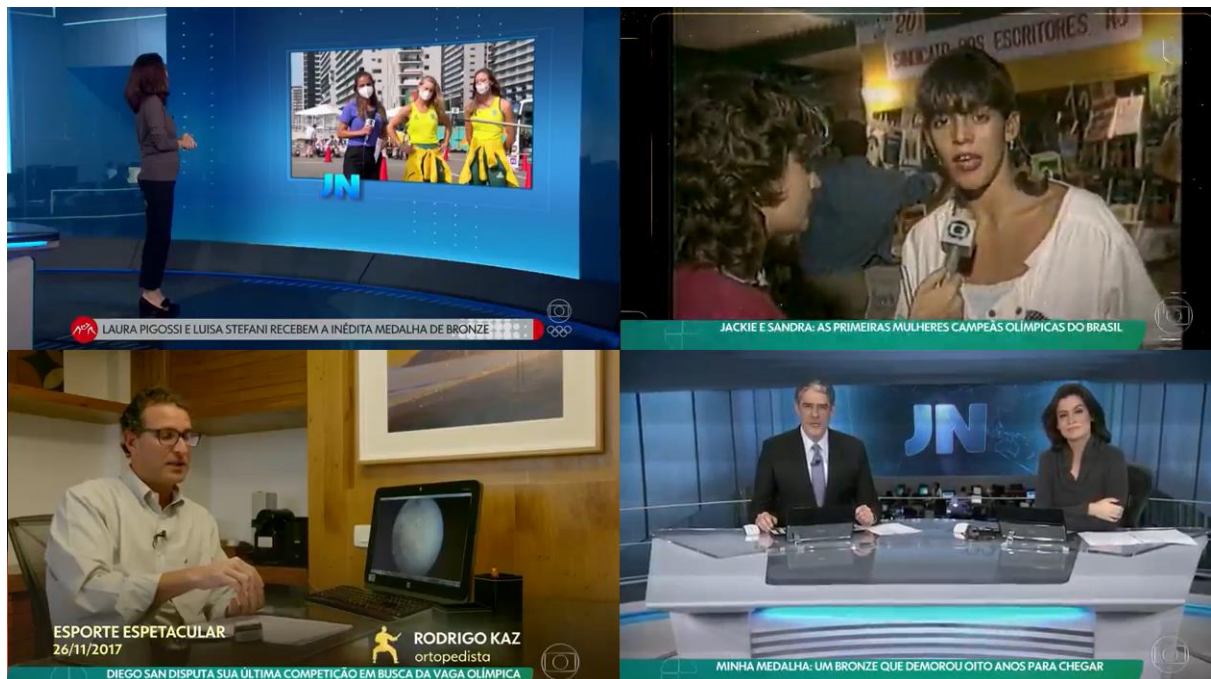 JN
LAURA PIGOSSI E LUISA STEFANI RECEBEM A INÉDITA MEDALHA DE BRONZE
20
SINDICATO DOS ESCRITORES RJ
JACKIE E SANDRA: AS PRIMEIRAS MULHERES CAMPEÃS OLÍMPICAS DO BRASIL
ESPORTE ESPETACULAR
26/11/2017
RODRIGO KAZ
ortopedista
DIEGO SAN DISPUTA SUA ÚLTIMA COMPETIÇÃO EM BUSCA DA VAGA OLÍMPICA
JN
MINHA MEDALHA: UM BRONZE QUE DEMOROU OITO ANOS PARA CHEGAR